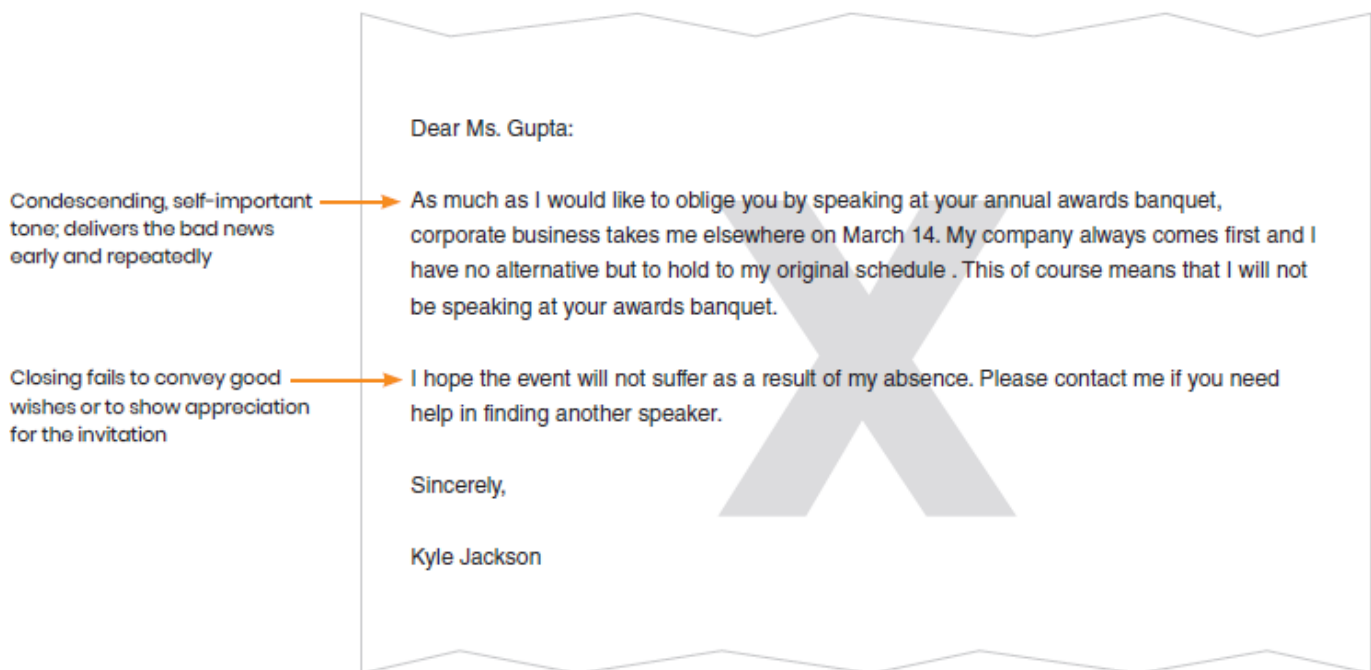 Dear Ms. Gupta:
Condescending, self-important
tone; delivers the bad news
early and repeatedly
As much as I would like to oblige you by speaking at your annual awards banquet,
corporate business takes me elsewhere on March 14. My company always comes first and I
have no alternative but to hold to my original schedule . This of course means that I will not
be speaking at your awards banquet.
Closing fails to convey good
wishes or to show appreciation
for the invitation
I hope the event will not suffer as a result of my absence. Please contact me if you need
help in finding another speaker.
Sincerely,
Kyle Jackson
X